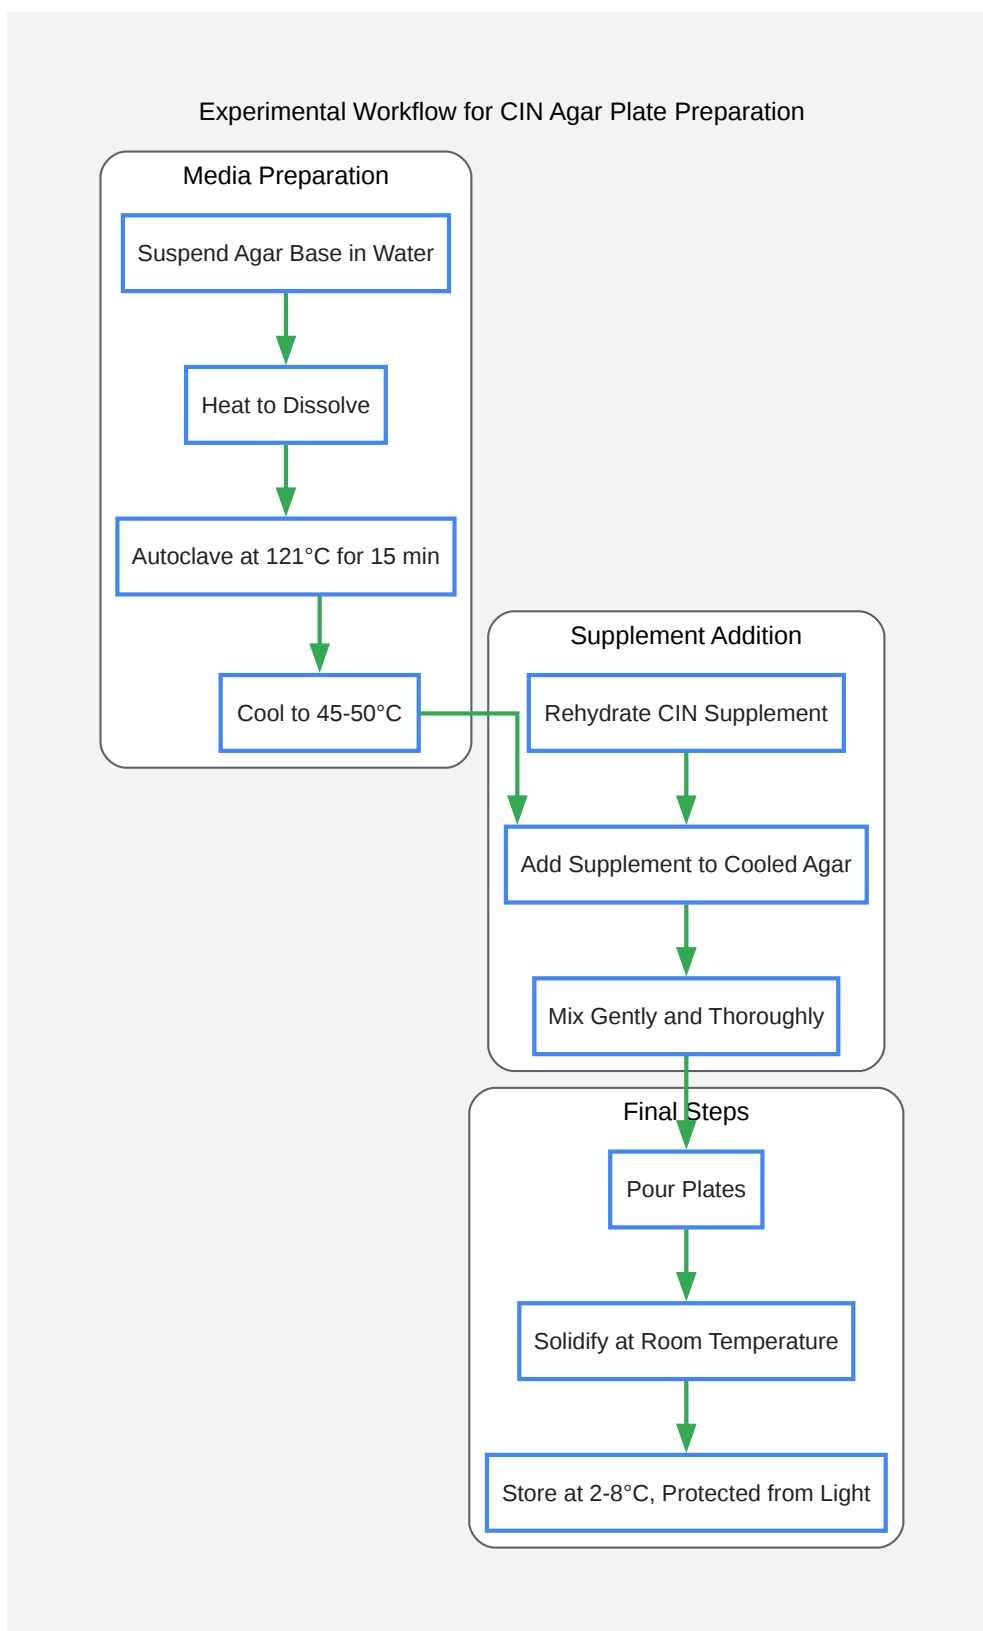 Experimental Workflow for CIN Agar Plate Preparation
Media Preparation
Suspend Agar Base in Water
Heat to Dissolve
Autoclave at 121°C for 15 min
Cool to 45-50°C
Supplement Addition
Rehydrate CIN Supplement
Add Supplement to Cooled Agar
Mix Gently and Thoroughly
Final Steps
Pour Plates
Solidify at Room Temperature
Store at 2-8°C, Protected from Light